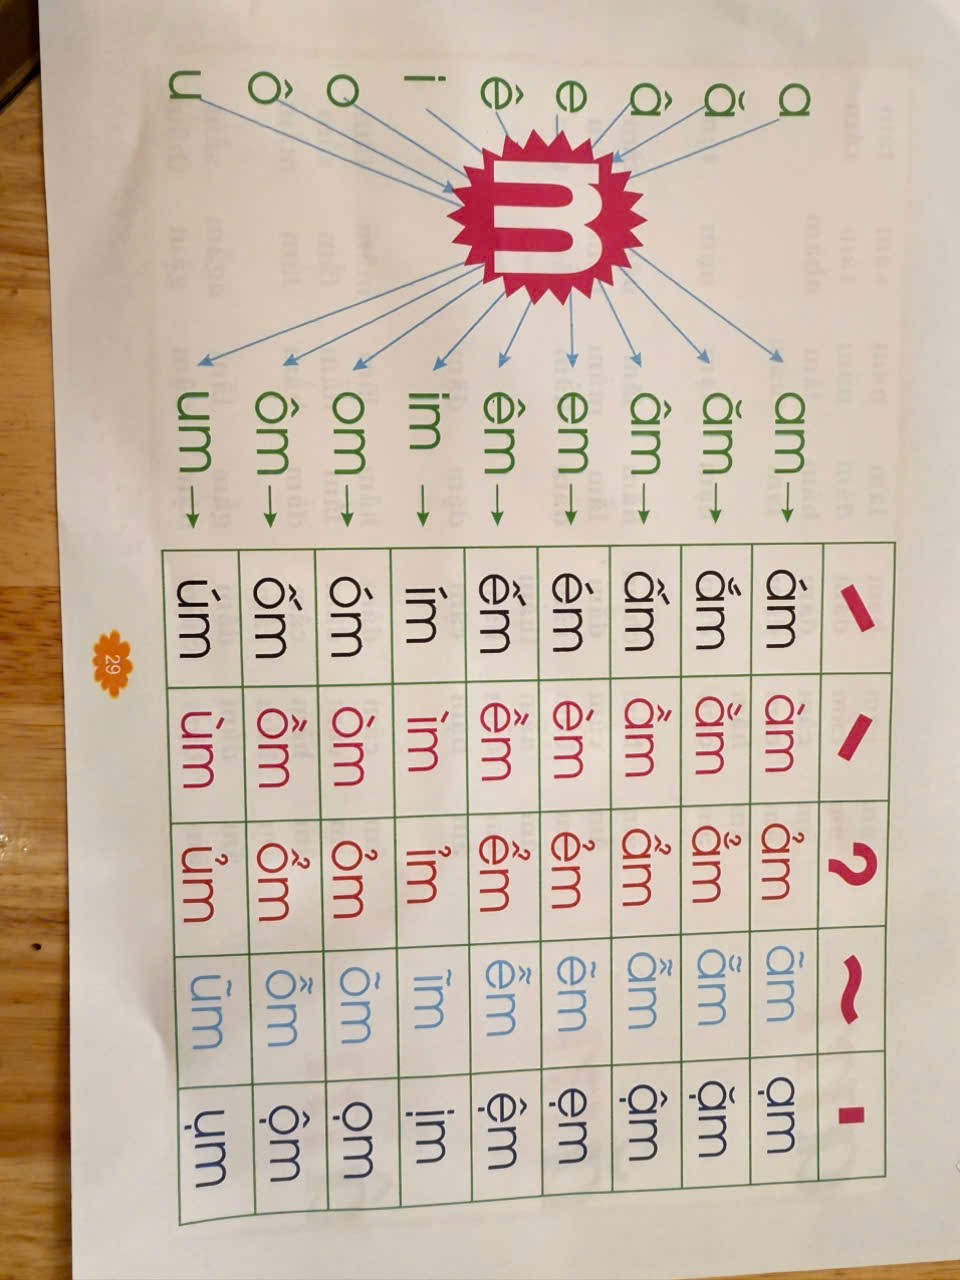 / \ ? ~ .
a am → ám àm ảm ãm ạm
ă ăm → ắm ằm ẳm ẵm ặm
â âm → ấm ầm ẩm ẫm ậm
e m em → ém èm ẻm ẽm ẹm
ê êm → ếm ềm ểm ễm ệm
i im → ím ìm ỉm ĩm ịm
o om → óm òm ỏm õm ọm
ô ôm → ốm ồm ổm ỗm ộm
u um → úm ùm ủm ũm ụm
29